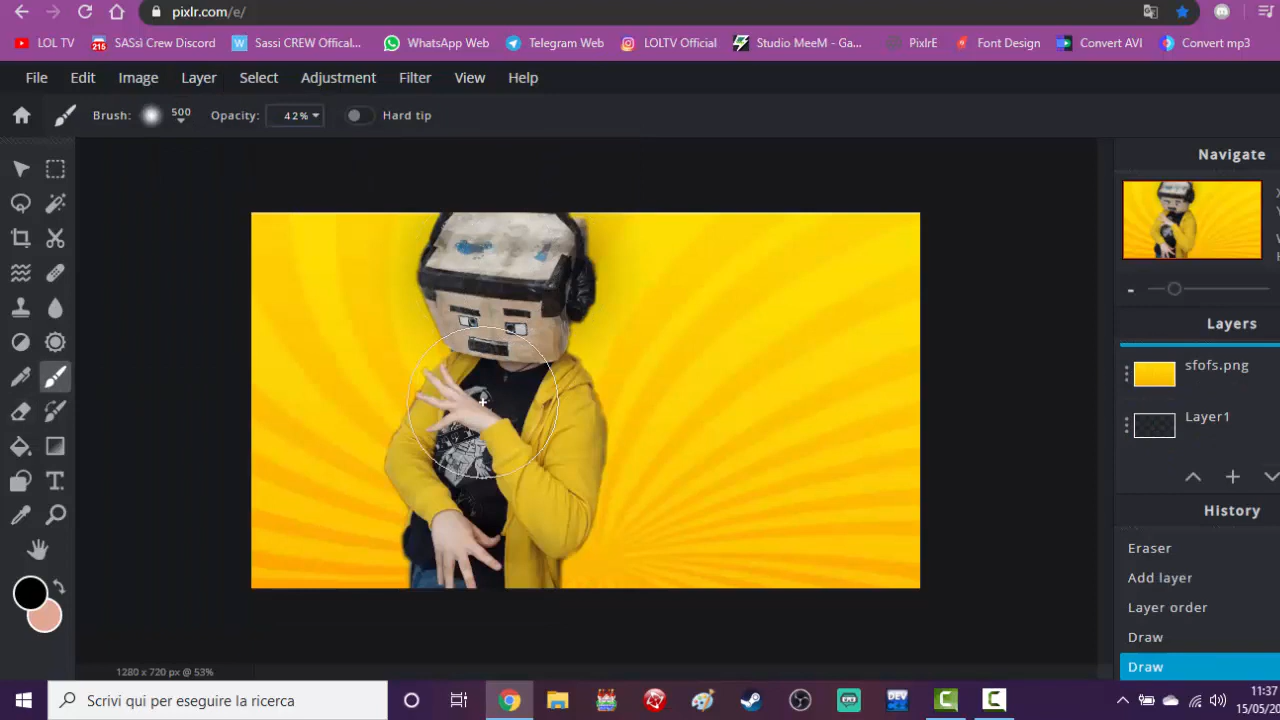 pixlr.com/e/
LOL TV
215
SASsì Crew Discord
W
Sassi CREW Offical...
WhatsApp Web
Telegram Web
LOLTV Official
Studio MeeM - Ga...
PixlrE
Font Design
Convert AVI
Convert mp3
File Edit Image Layer Select Adjustment Filter View Help
Brush: 500 Opacity: 42% Hard tip
Navigate
Layers
sfofs.png
Layer1
History
Eraser
Add layer
Layer order
Draw
Draw
1280 x 720 px @ 53%
Scrivi qui per eseguire la ricerca
DEV
11:37
15/05/20